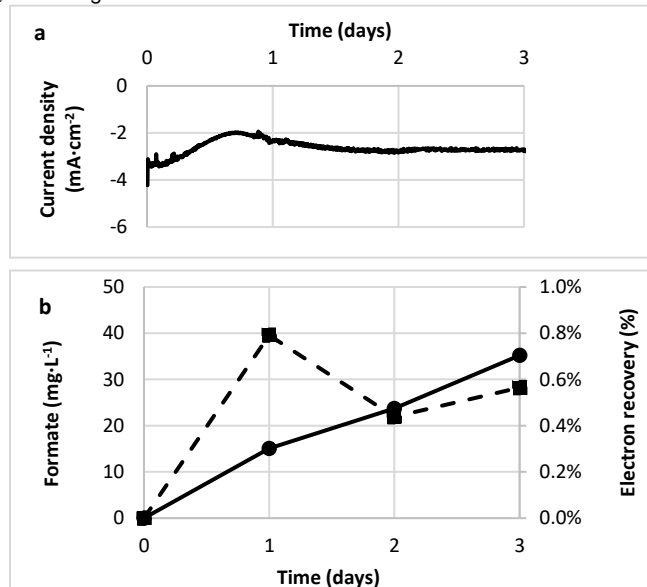 a
Time (days)
0 1 2 3
Current density
(mA·cm⁻²)
0
-2
-4
-6
b
Formate (mg·L⁻¹)
50
40
30
20
10
0
1.0%
0.8%
0.6%
0.4%
0.2%
0.0%
Electron recovery (%)
0 1 2 3
Time (days)